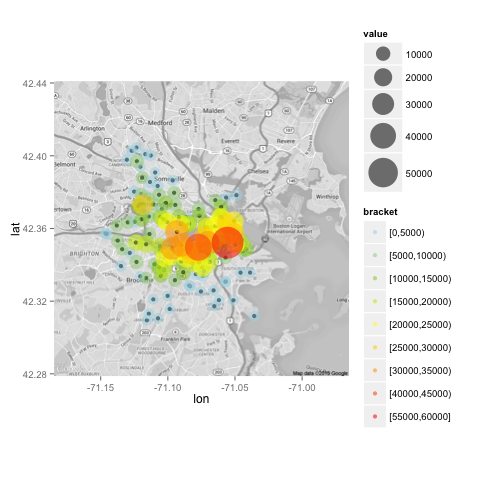 value
10000
20000
30000
40000
50000
bracket
[0,5000)
[5000,10000)
[10000,15000)
[15000,20000)
[20000,25000)
[25000,30000)
[30000,35000)
[40000,45000)
[55000,60000]
lat
42.44
42.40
42.36
42.32
42.28
Malden
Medford
Arlington
Everett
Revere
Chelsea
Belmont
Winthrop
Boston Logan
International Airport
BRIGHTON
Franklin Park
Map data ©2015 Google
-71.15
-71.10
-71.05
-71.00
lon